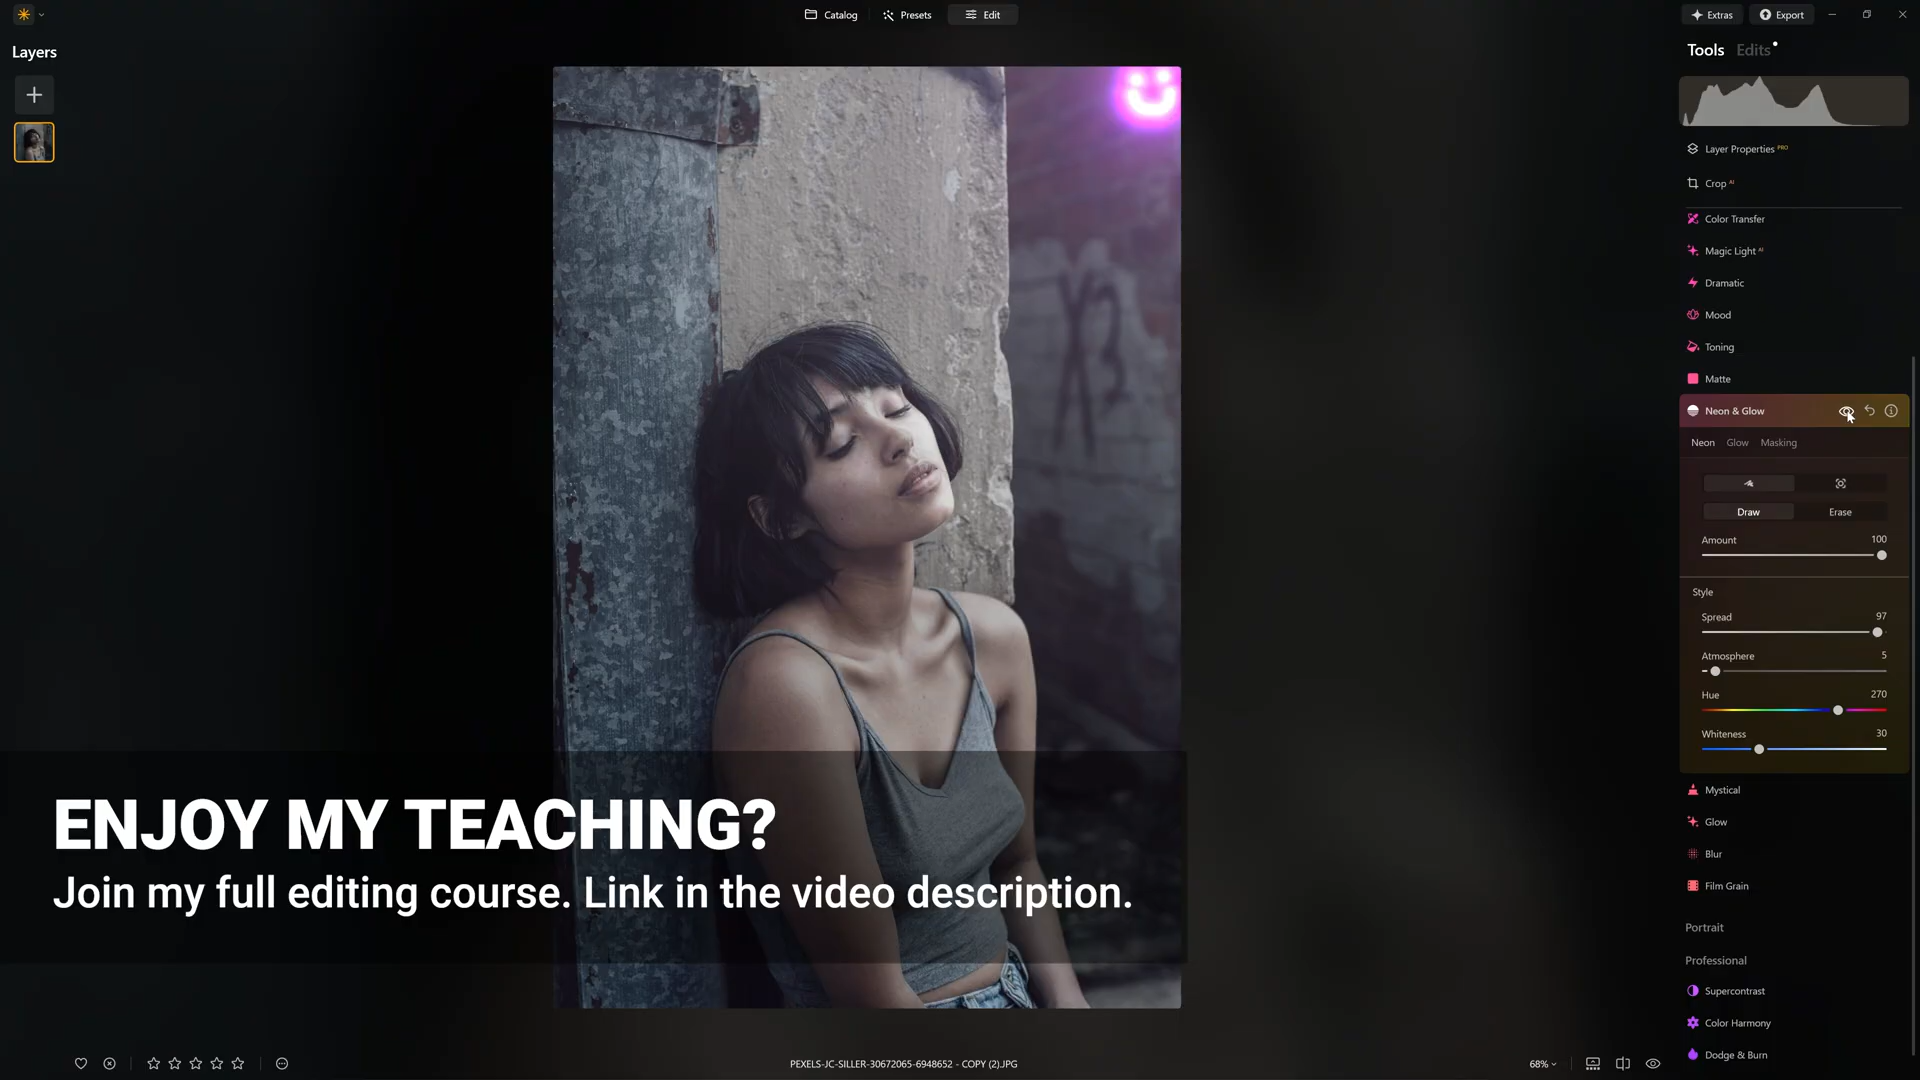 Catalog
Presets
Edit
Extras
Export
Layers
Tools
Edits
Layer Properties PRO
Crop AI
Color Transfer
Magic Light AI
Dramatic
Mood
Toning
Matte
Neon & Glow
Neon
Glow
Masking
Draw
Erase
Amount
100
Style
Spread
97
Atmosphere
5
Hue
270
Whiteness
30
Mystical
Glow
Blur
Film Grain
Portrait
Professional
Supercontrast
Color Harmony
Dodge & Burn
ENJOY MY TEACHING?
Join my full editing course. Link in the video description.
PEXELS-JC-SILLER-30672065-6948652 - COPY (2).JPG
68%